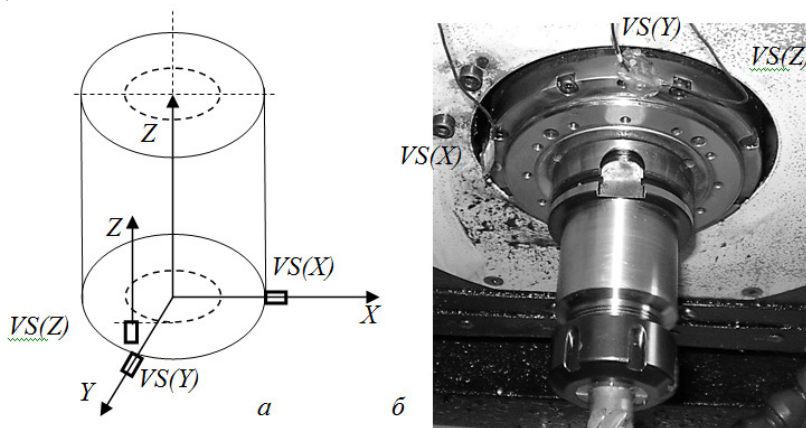 VS(Y)
VS(Z)
Z
VS(X)
Z
VS(X)
X
VS(Z)
VS(Y)
Y
а
б